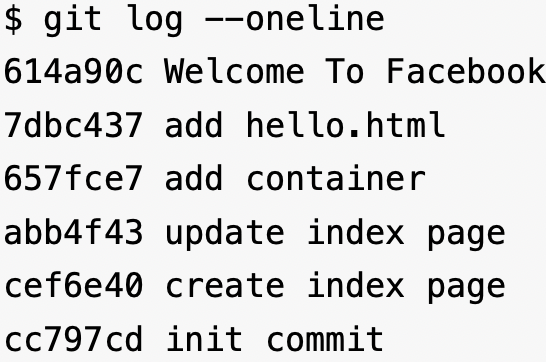 $ git log --oneline
614a90c Welcome To Facebook
7dbc437 add hello.html
657fce7 add container
abb4f43 update index page
cef6e40 create index page
cc797cd init commit